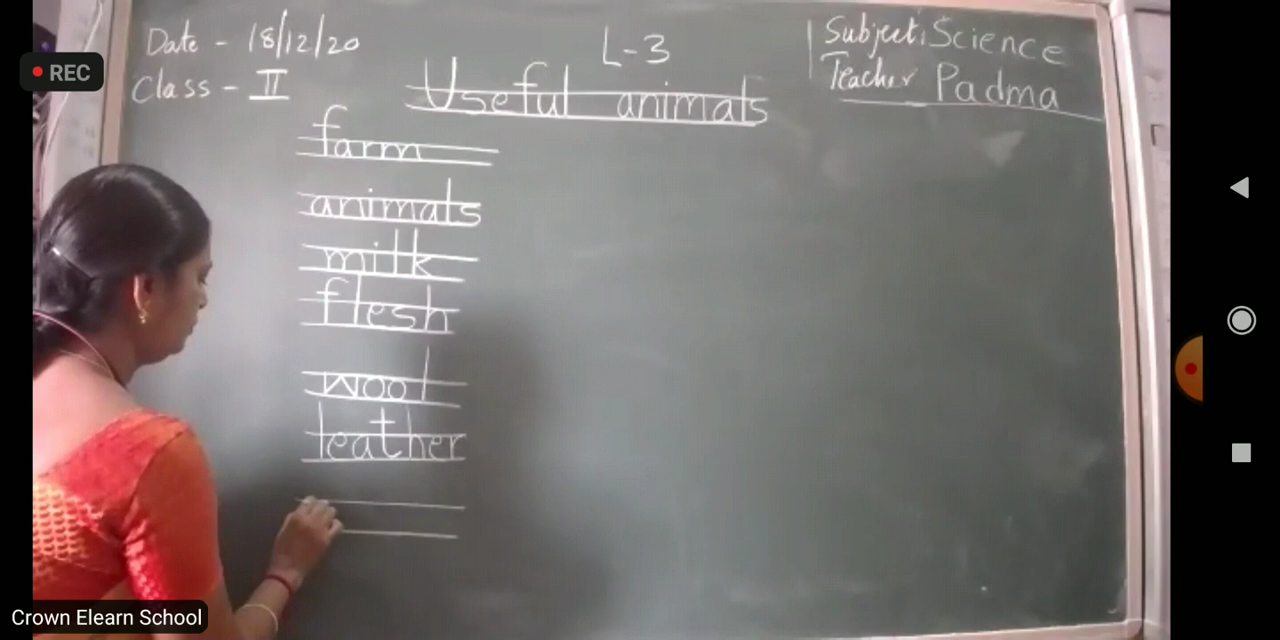 Date - 18/12/20
Class - II
L-3
Subject: Science
Teacher Padma
Useful animals
farm
animals
milk
flesh
wool
leather
REC
Crown Elearn School